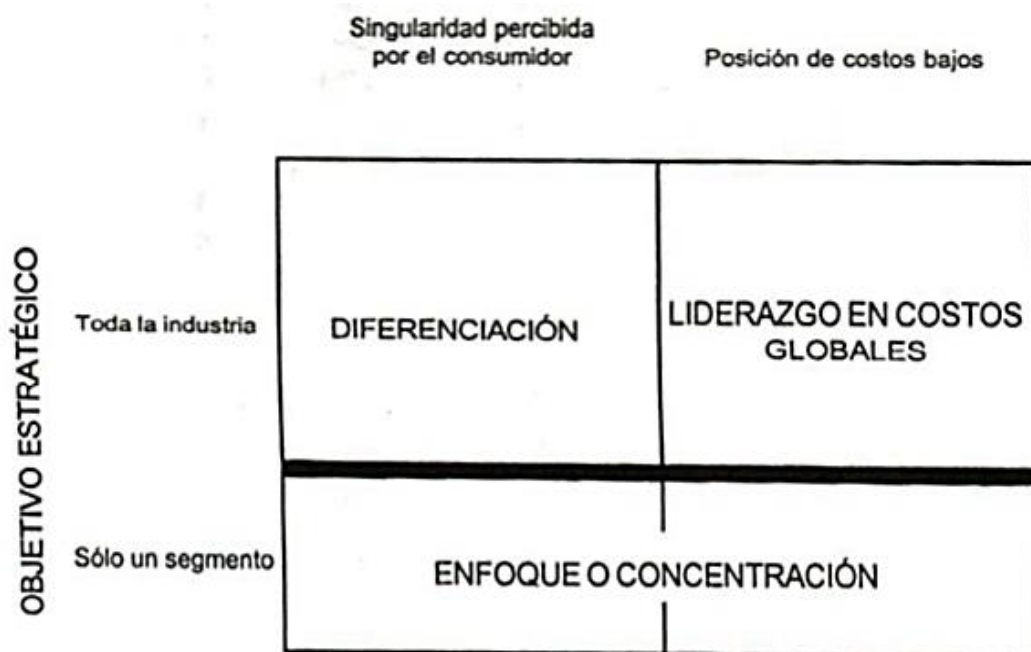 Singularidad percibida
por el consumidor
Posición de costos bajos
OBJETIVO ESTRATÉGICO
Toda la industria
DIFERENCIACIÓN
LIDERAZGO EN COSTOS
GLOBALES
Sólo un segmento
ENFOQUE O CONCENTRACIÓN